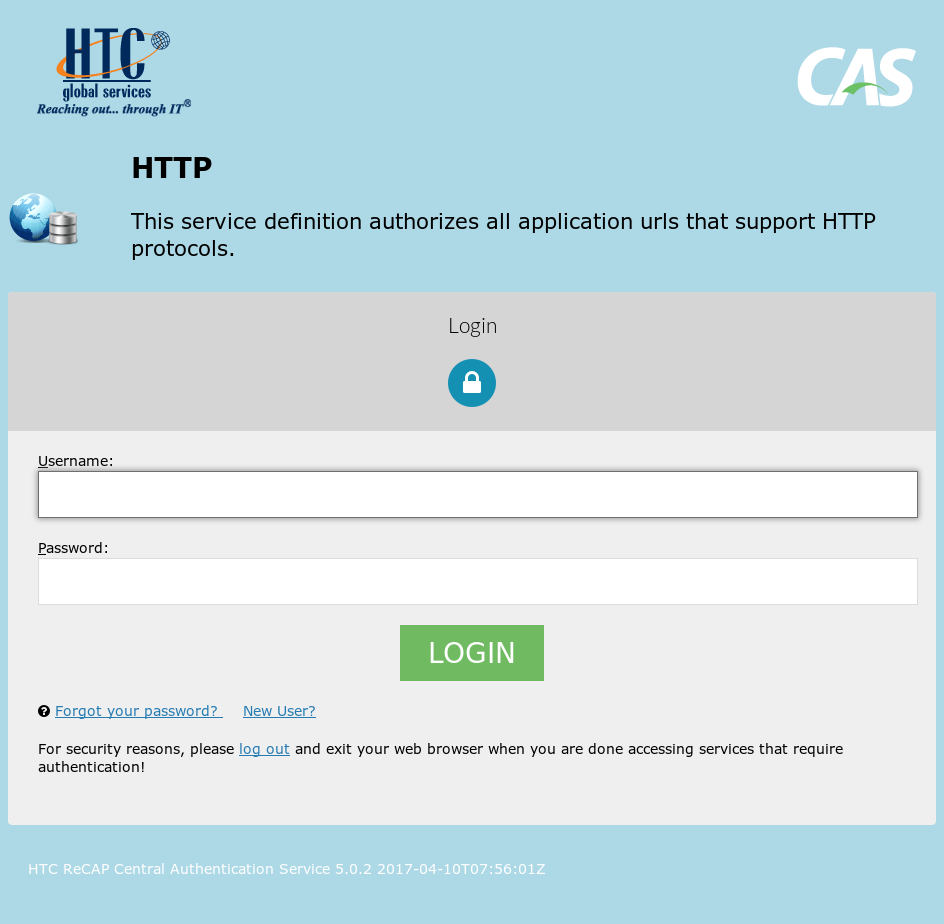 HTC
global services
Reaching out... through IT®
CAS
HTTP
This service definition authorizes all application urls that support HTTP
protocols.
Login
Username:
Password:
LOGIN
Forgot your password? New User?
For security reasons, please log out and exit your web browser when you are done accessing services that require
authentication!
HTC ReCAP Central Authentication Service 5.0.2 2017-04-10T07:56:01Z